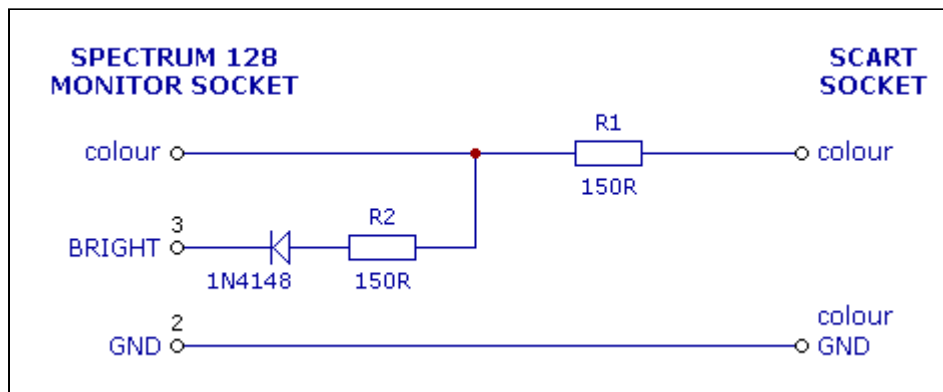 SPECTRUM 128
MONITOR SOCKET
SCART
SOCKET
R1
colour
colour
150R
3
R2
BRIGHT
1N4148
150R
2
colour
GND
GND